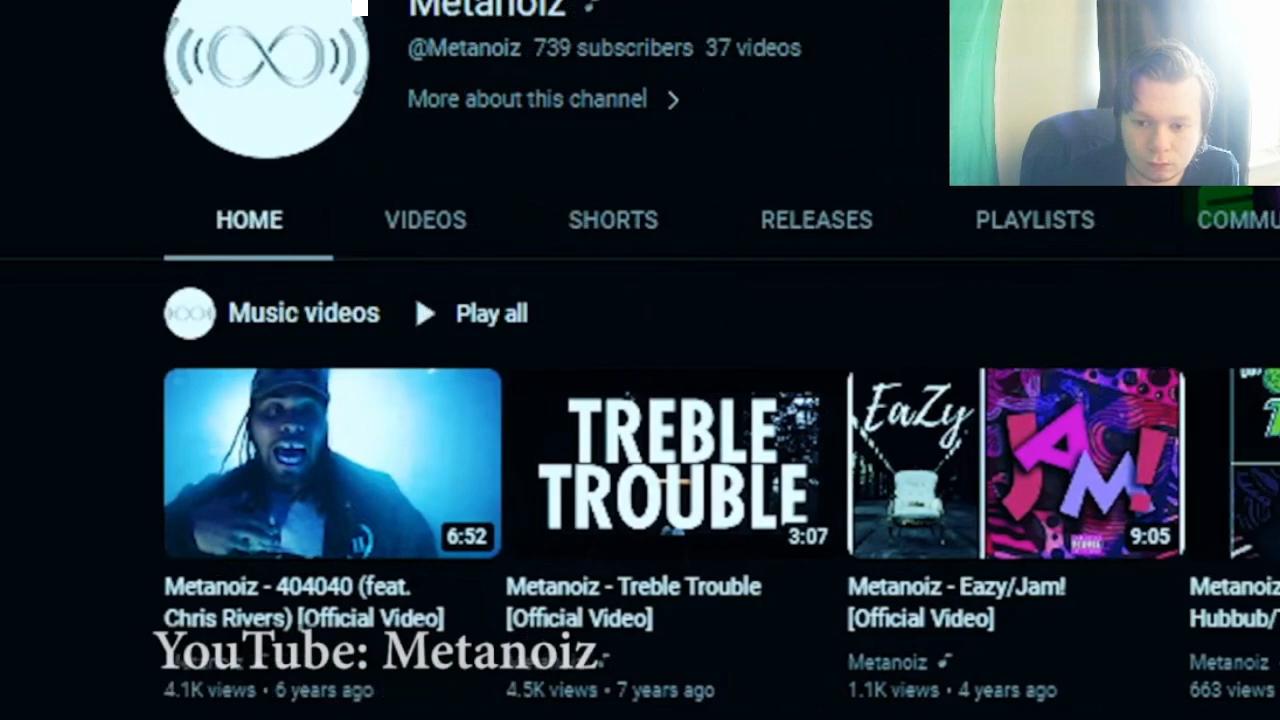 Metanoiz
@Metanoiz 739 subscribers 37 videos
More about this channel
HOME VIDEOS SHORTS RELEASES PLAYLISTS
Music videos Play all
TREBLE
TROUBLE
EaZy
JAM!
6:52
3:07
9:05
Metanoiz - 404040 (feat.
Chris Rivers) [Official Video]
Metanoiz - Treble Trouble
[Official Video]
Metanoiz - Eazy/Jam!
[Official Video]
Metanoiz
Hubbub/
YouTube: Metanoiz
Metanoiz
Metanoiz
4.1K views • 6 years ago
4.5K views • 7 years ago
1.1K views • 4 years ago
663 views